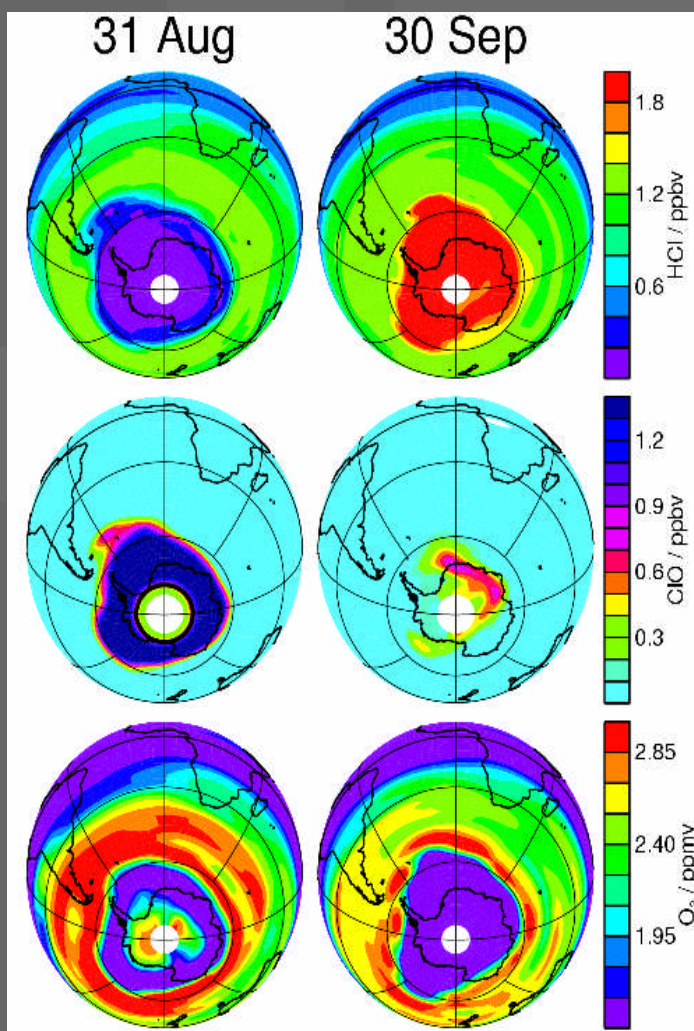 31 Aug 30 Sep
1.8
1.2
0.6
HCl / ppbv
1.2
0.9
0.6
0.3
ClO / ppbv
2.85
2.40
1.95
O₃ / ppmv